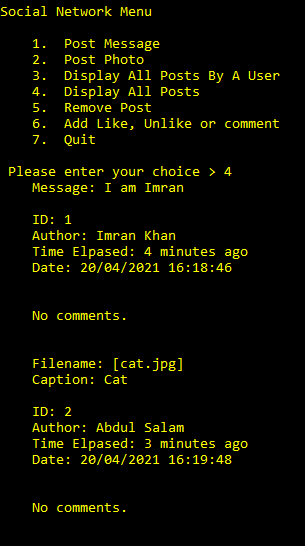 Social Network Menu
1. Post Message
2. Post Photo
3. Display All Posts By A User
4. Display All Posts
5. Remove Post
6. Add Like, Unlike or comment
7. Quit
Please enter your choice > 4
Message: I am Imran
ID: 1
Author: Imran Khan
Time Elpased: 4 minutes ago
Date: 20/04/2021 16:18:46
No comments.
Filename: [cat.jpg]
Caption: Cat
ID: 2
Author: Abdul Salam
Time Elpased: 3 minutes ago
Date: 20/04/2021 16:19:48
No comments.